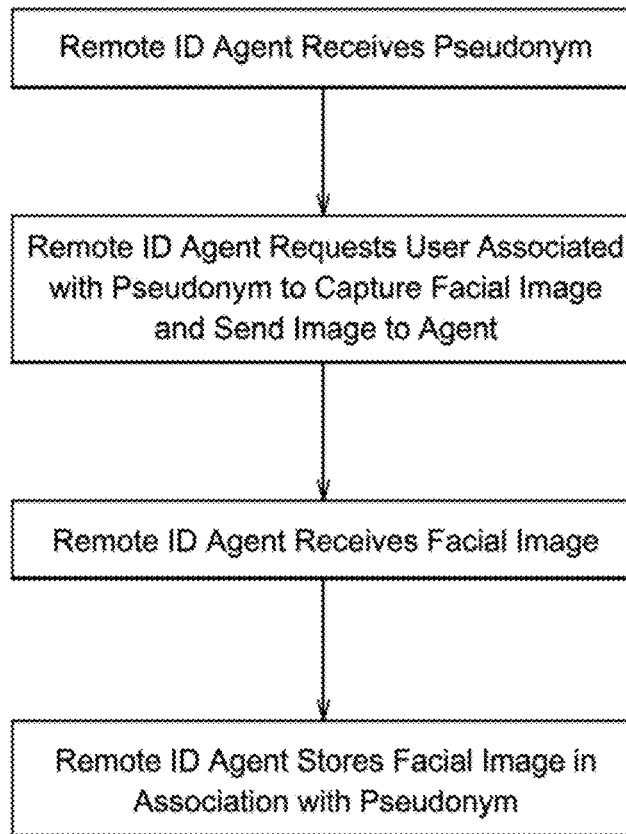 Remote ID Agent Receives Pseudonym
Remote ID Agent Requests User Associated
with Pseudonym to Capture Facial Image
and Send Image to Agent
Remote ID Agent Receives Facial Image
Remote ID Agent Stores Facial Image in
Association with Pseudonym